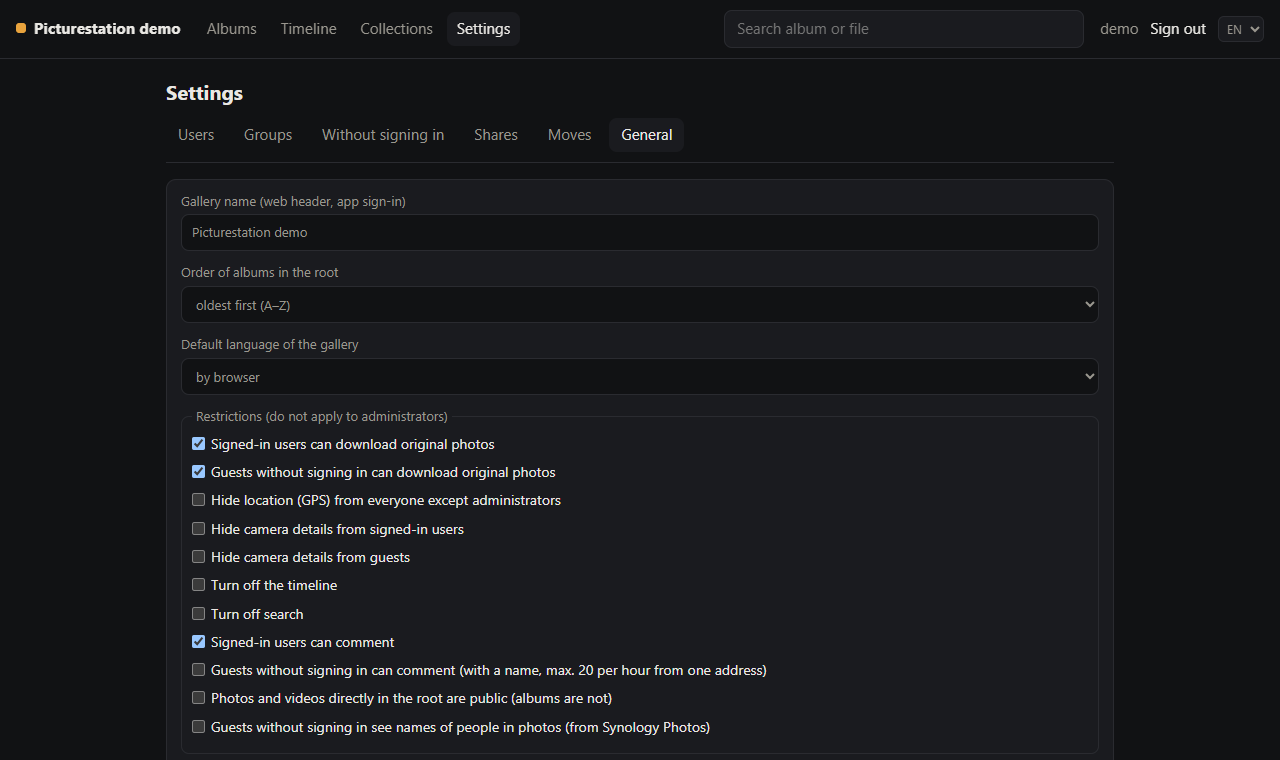 Picturestation demo Albums Timeline Collections Settings Search album or file demo Sign out EN
Settings
Users Groups Without signing in Shares Moves General
Gallery name (web header, app sign-in)
Picturestation demo
Order of albums in the root
oldest first (A–Z)
Default language of the gallery
by browser
Restrictions (do not apply to administrators)
Signed-in users can download original photos
Guests without signing in can download original photos
Hide location (GPS) from everyone except administrators
Hide camera details from signed-in users
Hide camera details from guests
Turn off the timeline
Turn off search
Signed-in users can comment
Guests without signing in can comment (with a name, max. 20 per hour from one address)
Photos and videos directly in the root are public (albums are not)
Guests without signing in see names of people in photos (from Synology Photos)